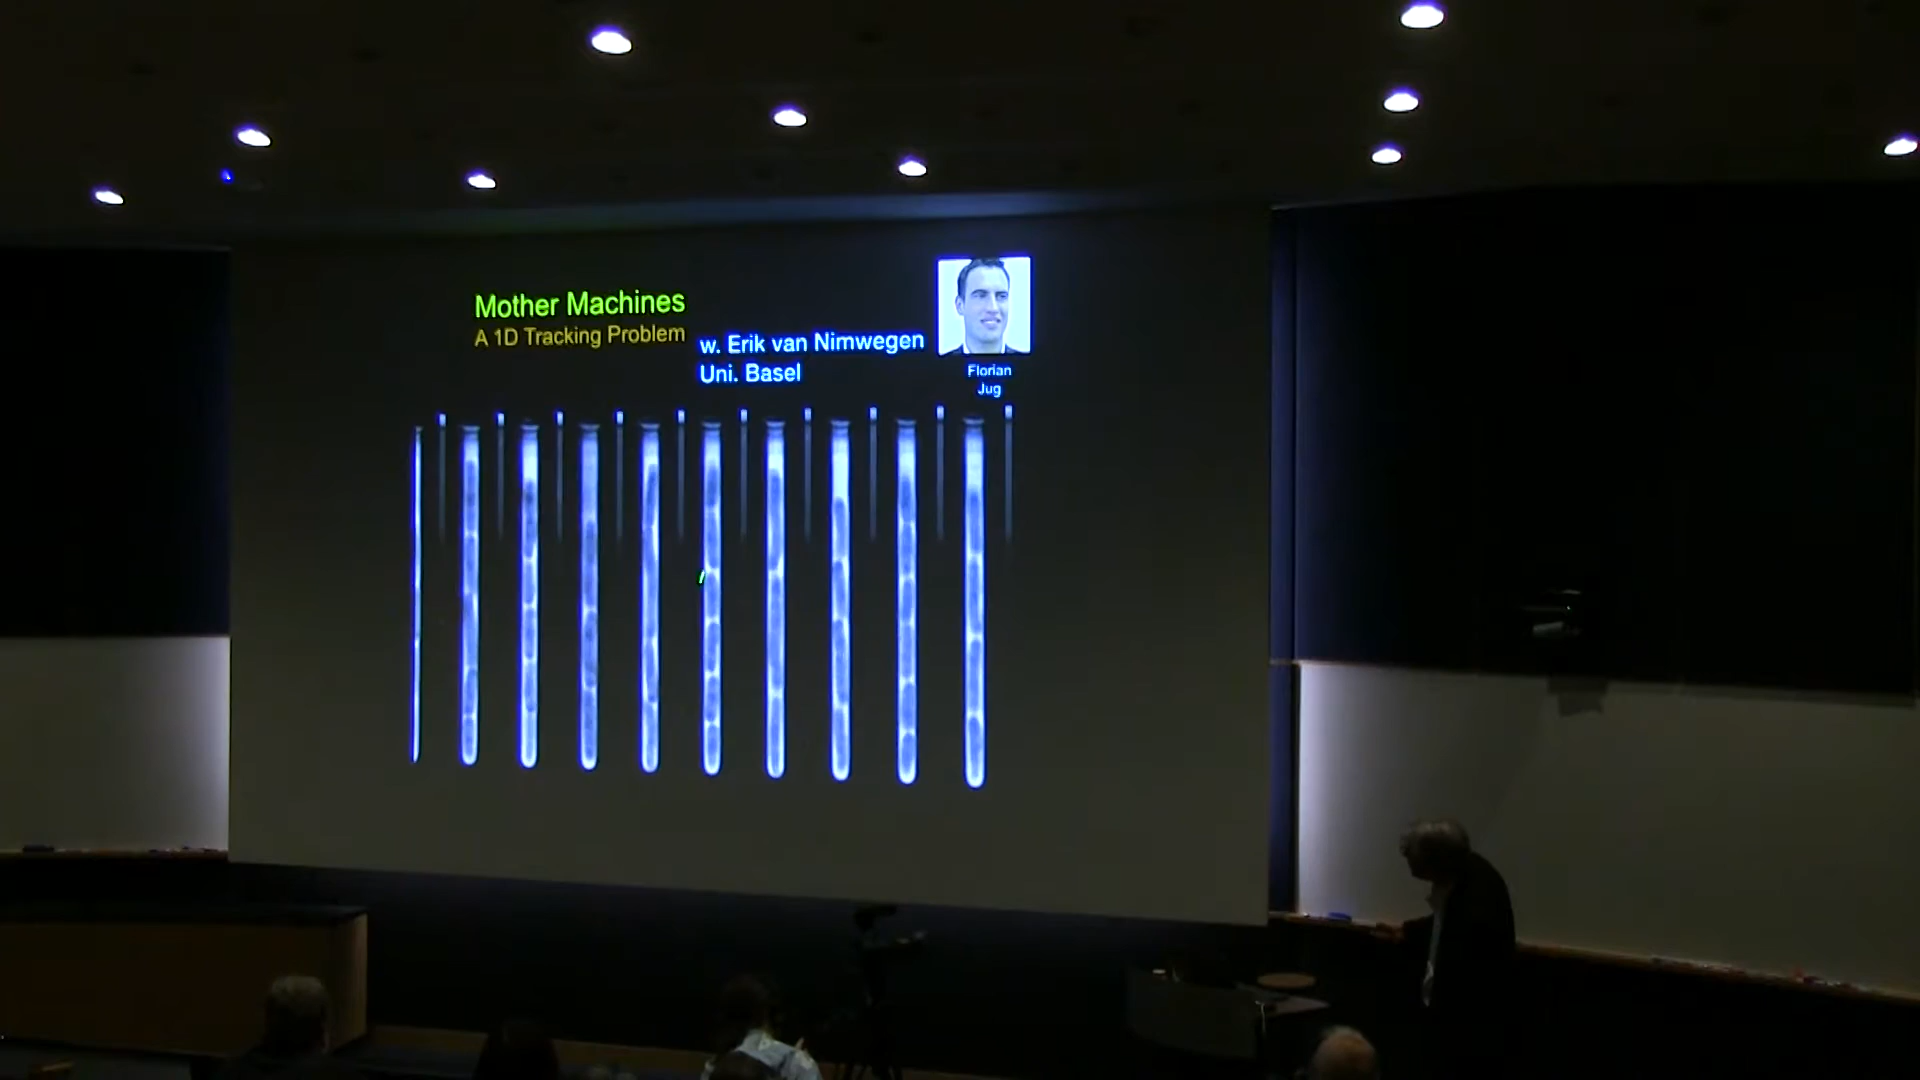 Mother Machines
A 1D Tracking Problem
w. Erik van Nimwegen
Uni. Basel
Florian
Jug